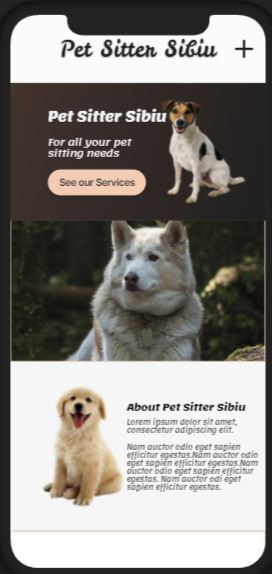 Pet Sitter Sibiu
Pet Sitter Sibiu
For all your pet
sitting needs
See our Services
About Pet Sitter Sibiu
Lorem ipsum dolor sit amet,
consectetur adipiscing elit.
Nam auctor odio eget sapien
efficitur egestas.Nam auctor odio
eget sapien efficitur egestas.Nam
auctor odio eget sapien efficitur
egestas. Nam auctor odi eget
sapien efficitur egestas.